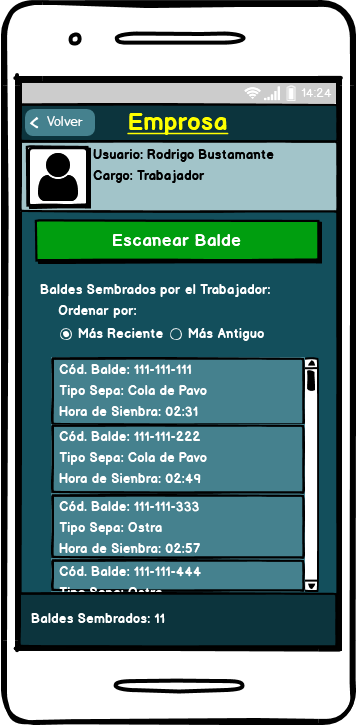 14:24
Volver
Emprosa
Usuario: Rodrigo Bustamante
Cargo: Trabajador
Escanear Balde
Baldes Sembrados por el Trabajador:
Ordenar por:
Más Reciente Más Antiguo
Cód. Balde: 111-111-111
Tipo Sepa: Cola de Pavo
Hora de Sienbra: 02:31
Cód. Balde: 111-111-222
Tipo Sepa: Cola de Pavo
Hora de Sienbra: 02:49
Cód. Balde: 111-111-333
Tipo Sepa: Ostra
Hora de Sienbra: 02:57
Cód. Balde: 111-111-444
Tipo Sepa: Ostra
Baldes Sembrados: 11